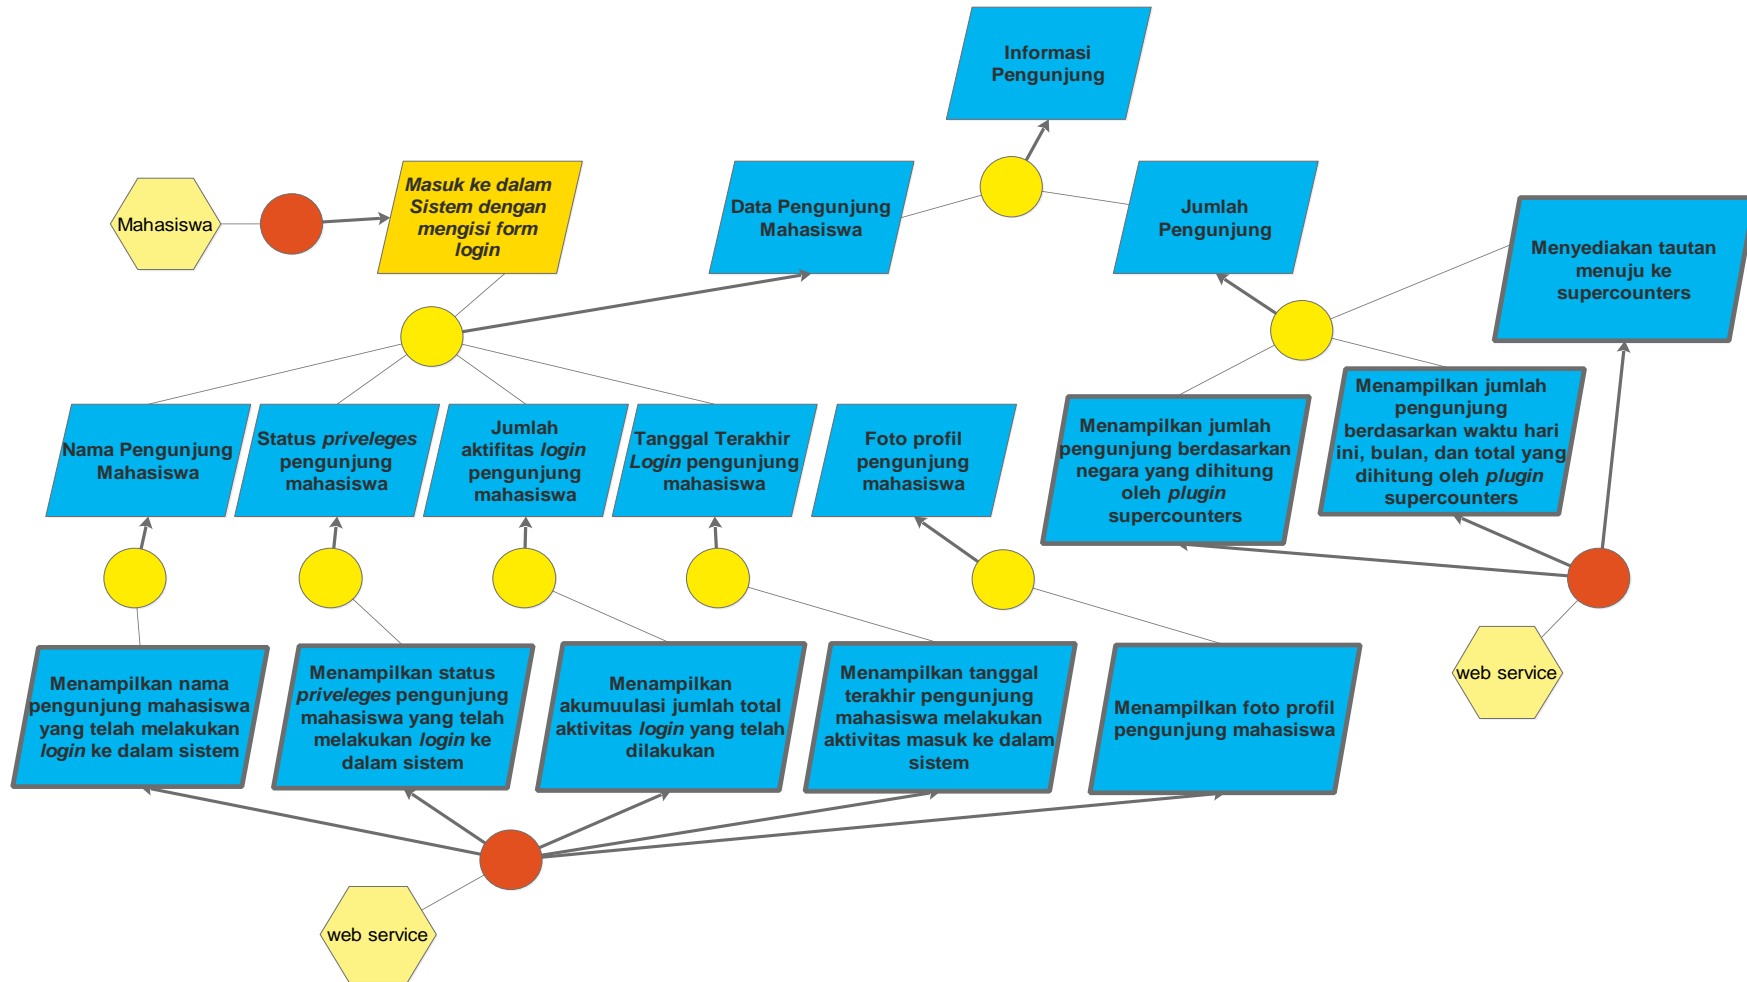 Informasi
Pengunjung
Mahasiswa
Masuk ke dalam
Sistem dengan
mengisi form
login
Data Pengunjung
Mahasiswa
Jumlah
Pengunjung
Menyediakan tautan
menuju ke
supercounters
Nama Pengunjung
Mahasiswa
Status priveleges
pengunjung
mahasiswa
Jumlah
aktifitas login
pengunjung
mahasiswa
Tanggal Terakhir
Login pengunjung
mahasiswa
Foto profil
pengunjung
mahasiswa
Menampilkan jumlah
pengunjung berdasarkan
negara yang dihitung
oleh plugin
supercounters
Menampilkan jumlah
pengunjung
berdasarkan waktu hari
ini, bulan, dan total yang
dihitung oleh plugin
supercounters
Menampilkan nama
pengunjung mahasiswa
yang telah melakukan
login ke dalam sistem
Menampilkan status
priveleges pengunjung
mahasiswa yang telah
melakukan login ke
dalam sistem
Menampilkan
akumuulasi jumlah total
aktivitas login yang telah
dilakukan
Menampilkan tanggal
terakhir pengunjung
mahasiswa melakukan
aktivitas masuk ke dalam
sistem
Menampilkan foto profil
pengunjung mahasiswa
web service
web service